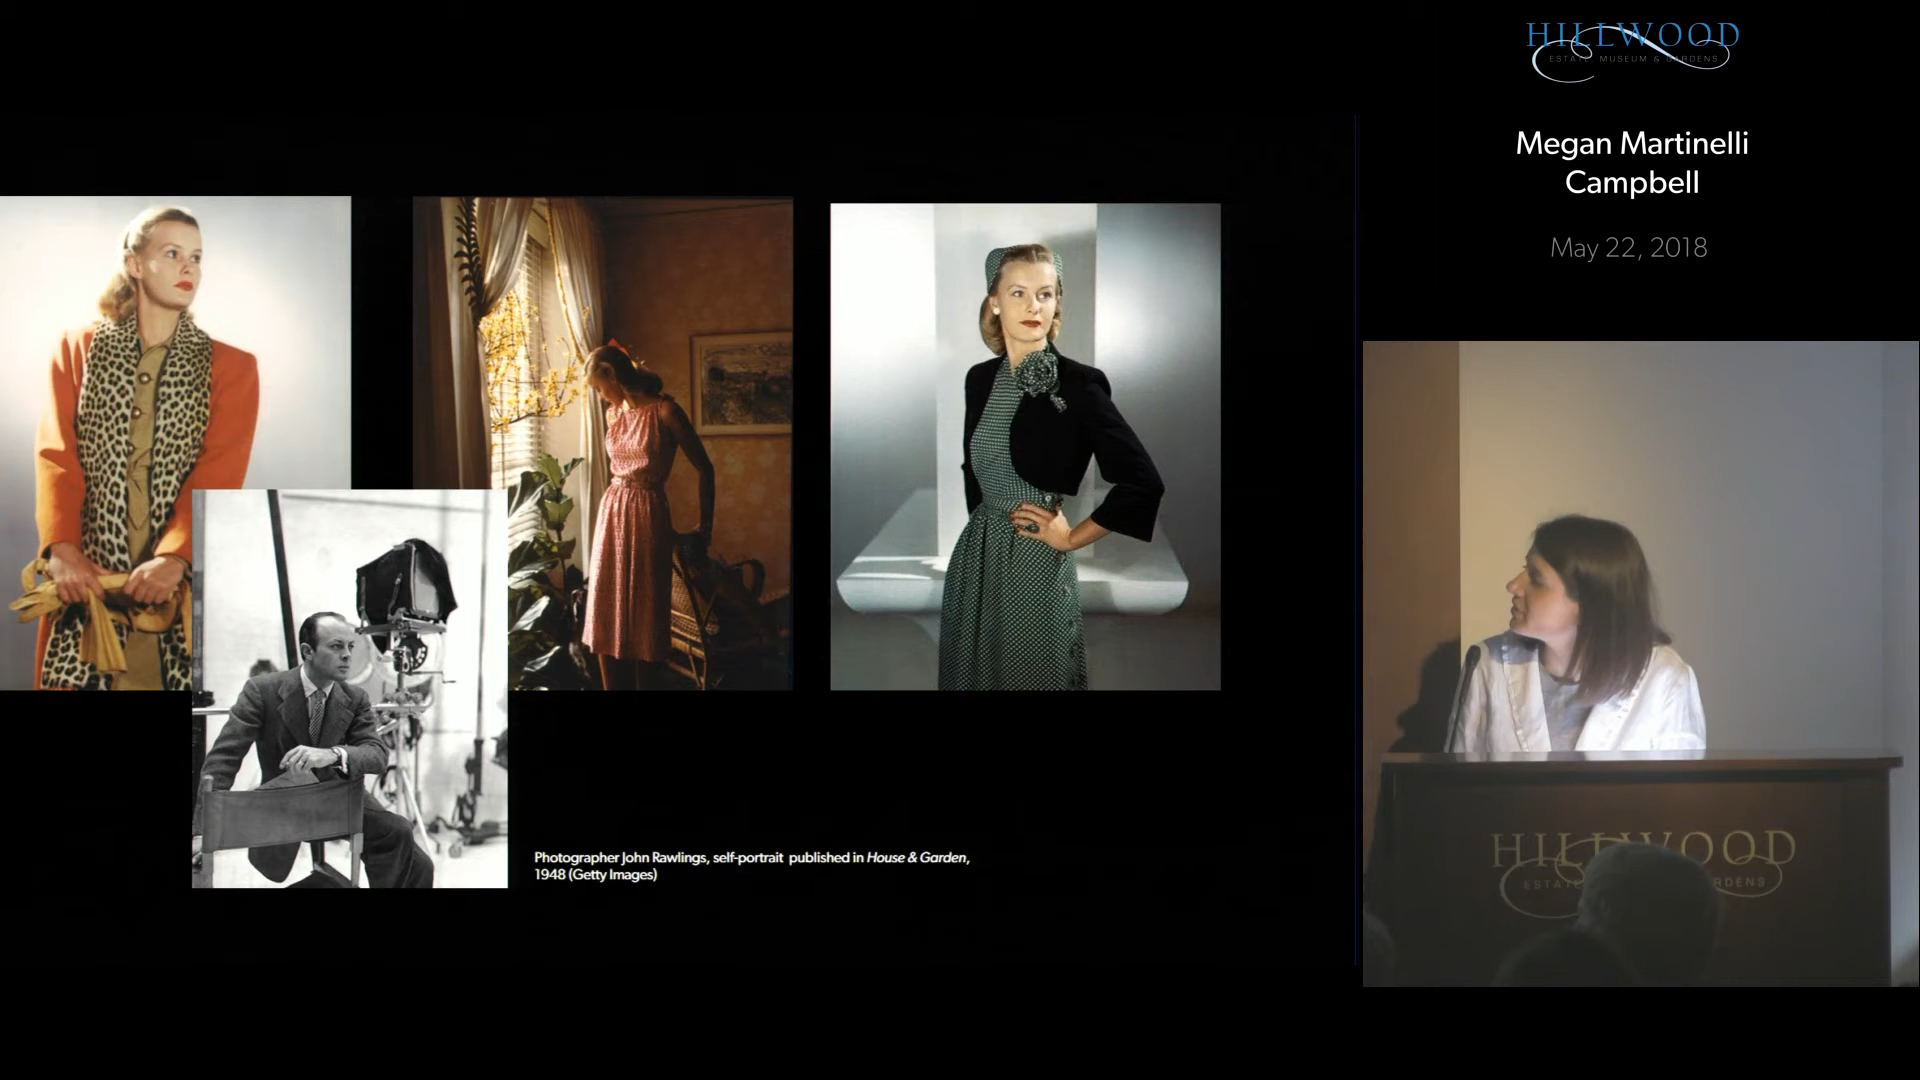 HILLWOOD
ESTATE MUSEUM & GARDENS
Megan Martinelli
Campbell
May 22, 2018
Photographer John Rawlings, self-portrait published in House & Garden,
1948 (Getty Images)
HILLWOOD
ESTATE